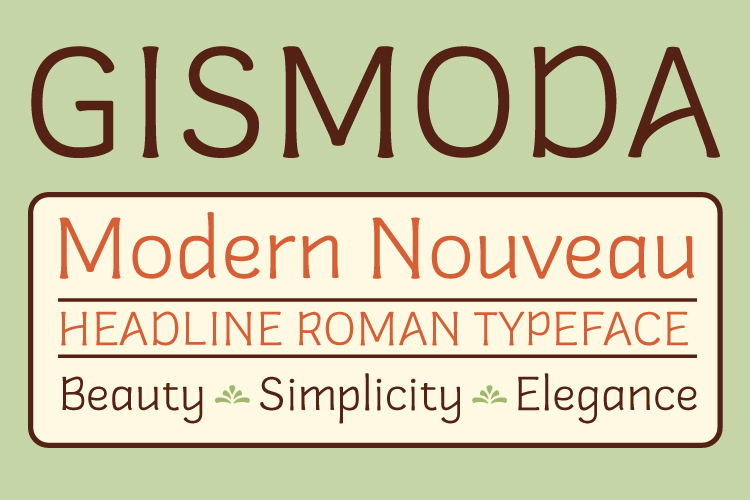 GISMODA
Modern Nouveau
HEADLINE ROMAN TYPEFACE
Beauty Simplicity Elegance